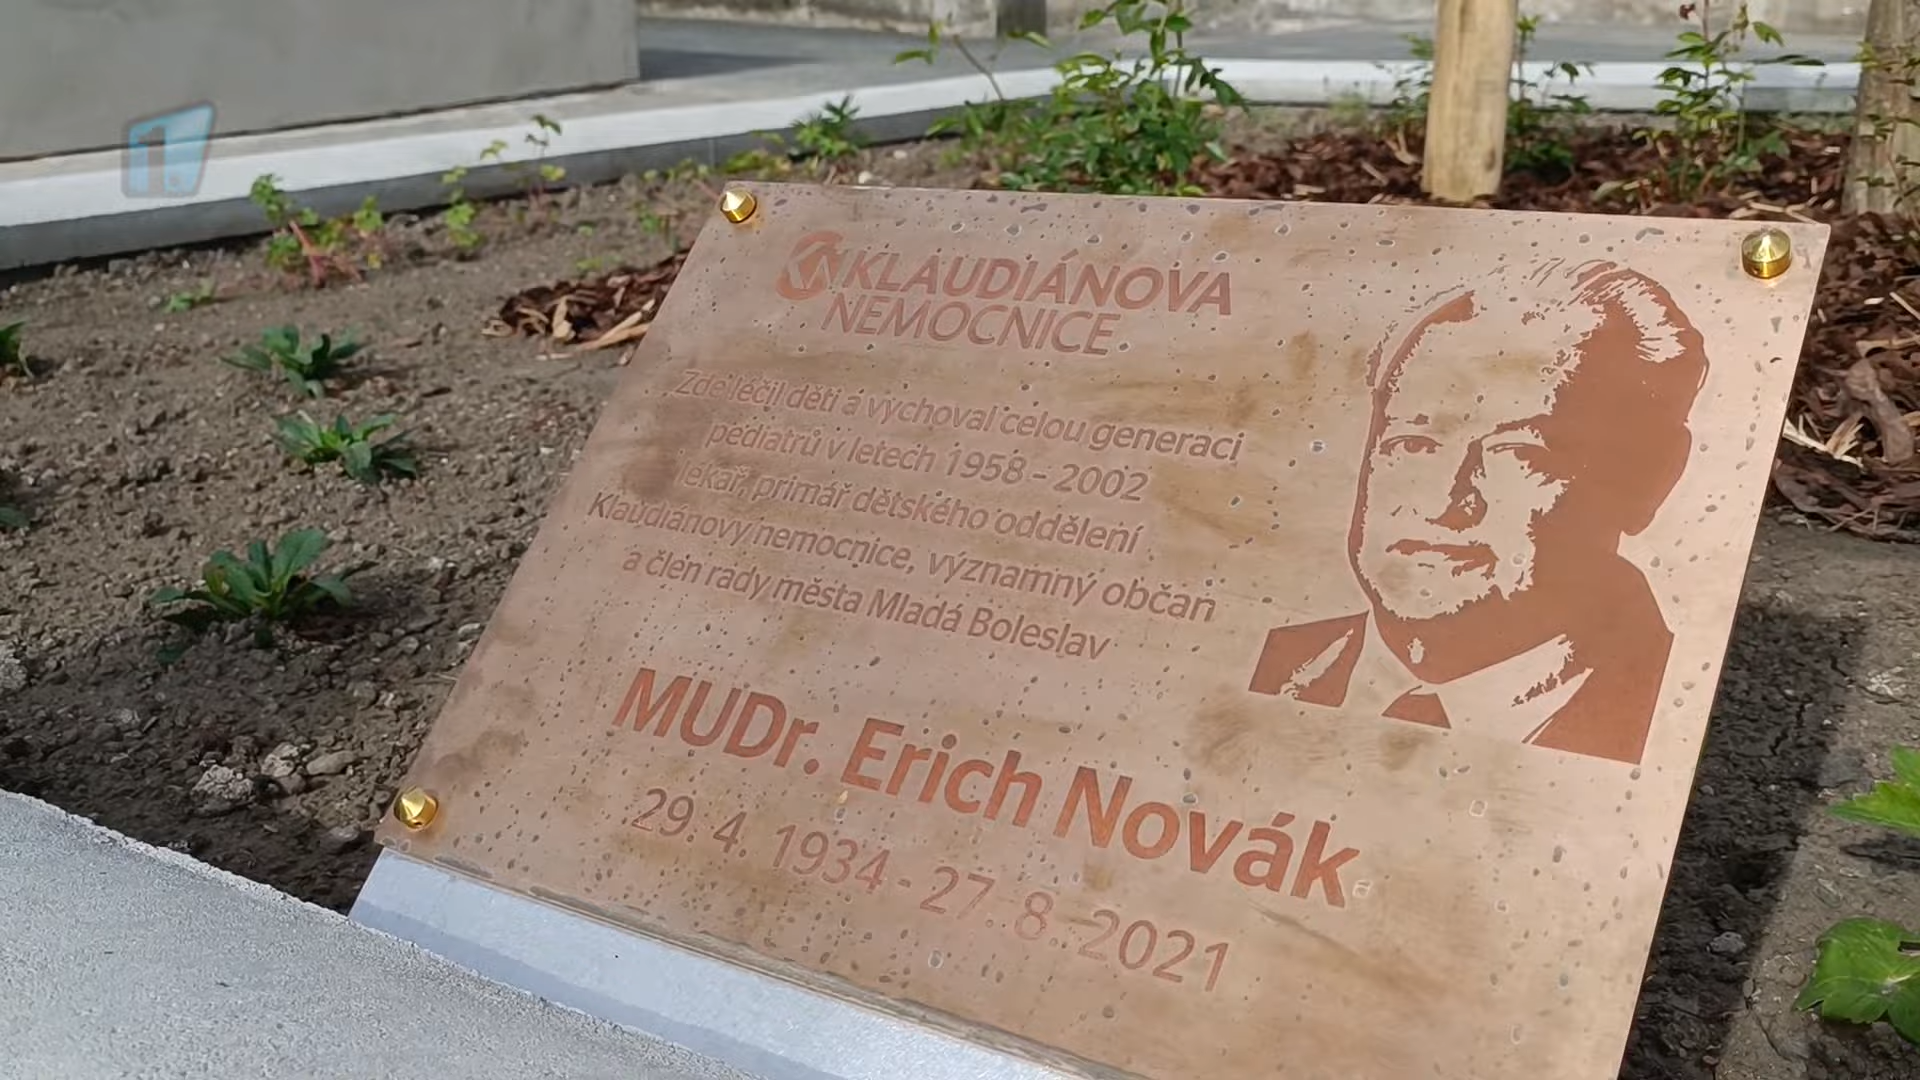 1.
KLAUDIÁNOVA
NEMOCNICE
Zde léčil děti a vychoval celou generaci
pediatrů v letech 1958 - 2002
lékař, primář dětského oddělení
Klaudiánovy nemocnice, významný občan
a člen rady města Mladá Boleslav
MUDr. Erich Novák
29. 4. 1934 - 27. 8. 2021